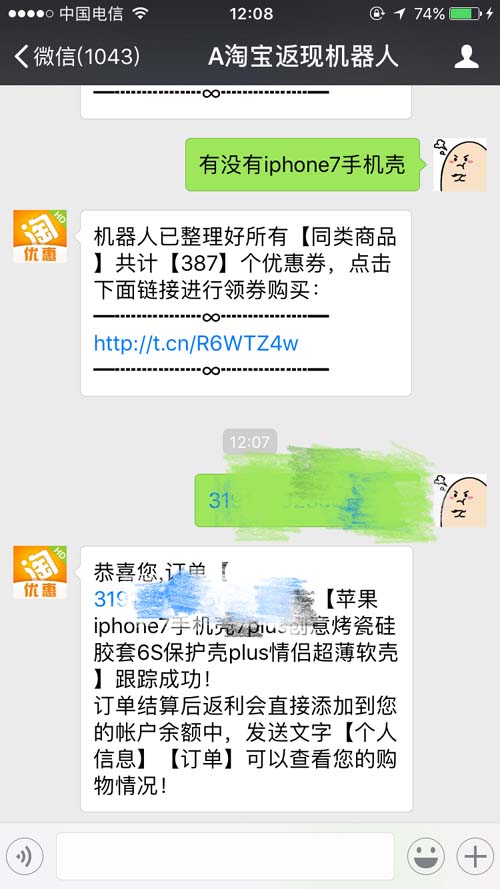 中国电信 12:08 74%
微信(1043) A淘宝返现机器人
有没有iphone7手机壳
淘 HD
优惠
机器人已整理好所有【同类商品
】共计【387】个优惠券，点击
下面链接进行领券购买：
http://t.cn/R6WTZ4w
12:07
319
淘 HD
优惠
恭喜您,订单【
319 【苹果
iphone7手机壳7plus创意烤瓷硅
胶套6S保护壳plus情侣超薄软壳
】跟踪成功！
订单结算后返利会直接添加到您
的帐户余额中，发送文字【个人
信息】【订单】可以查看您的购
物情况！